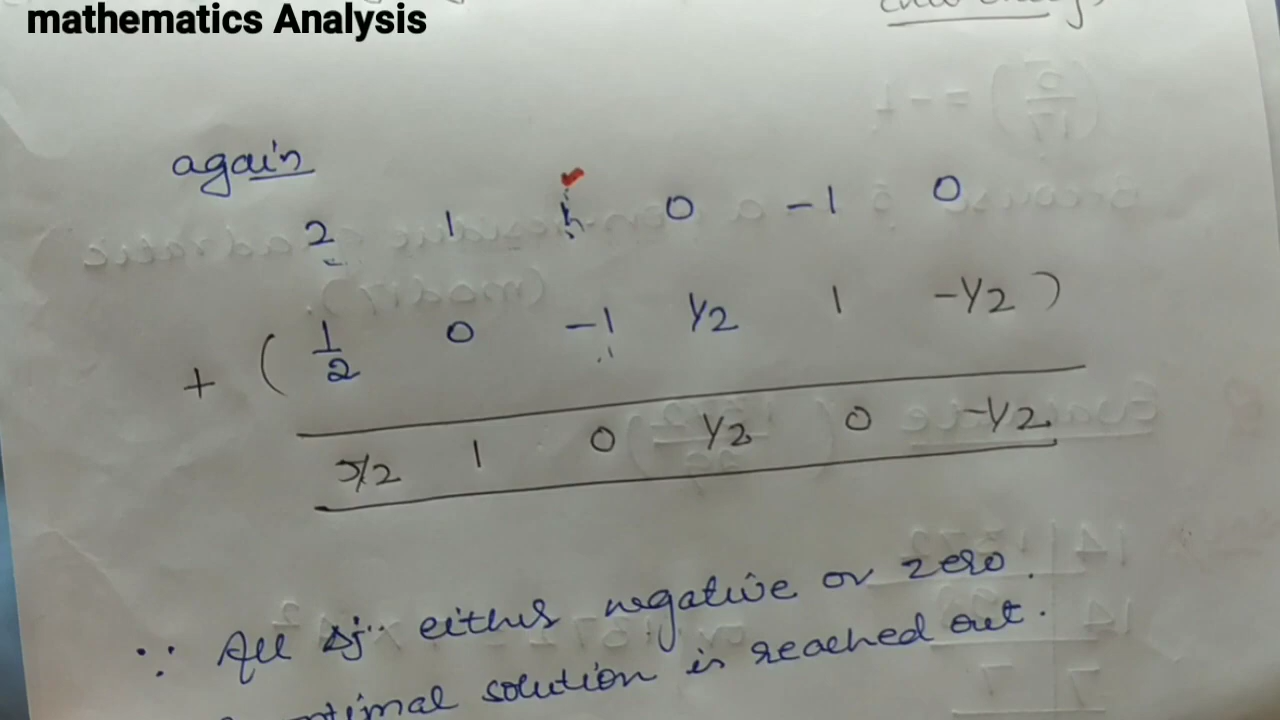 mathematics Analysis
again
2 1 1 0 -1 0
+ ( 1/2 0 -1 1/2 1 -1/2 )
5/2 1 0 1/2 0 -1/2
∵ All Δj either negative or zero.
solution is reached out.